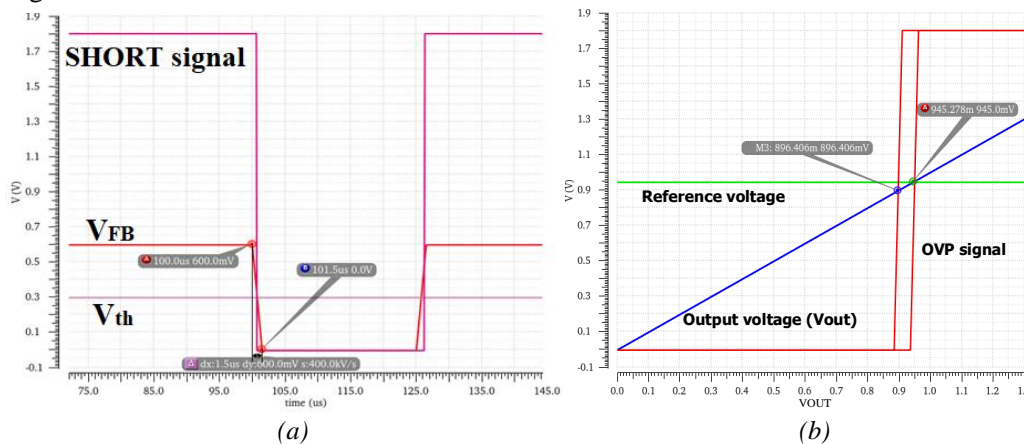 1.9
1.7
1.5
1.3
1.1
0.9
0.7
0.5
0.3
0.1
-0.1
V (V)
SHORT signal
VFB
Vth
A 100.0us 600.0mV
B 101.5us 0.0V
dx:1.5us dy:600.0mV s:400.0kV/s
75.0 85.0 95.0 105.0 115.0 125.0 135.0 145.0
time (us)
(a)
1.9
1.7
1.5
1.3
1.1
0.9
0.7
0.5
0.3
0.1
-0.1
V (V)
A 945.278m 945.0mV
M3: 896.406m 896.406mV
Reference voltage
OVP signal
Output voltage (Vout)
0.0 0.1 0.2 0.3 0.4 0.5 0.6 0.7 0.8 0.9 1.0 1.1 1.2
VOUT
(b)